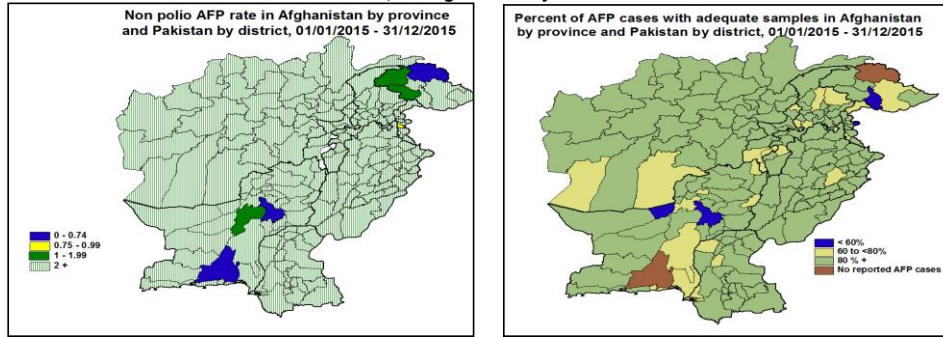 Non polio AFP rate in Afghanistan by province
and Pakistan by district, 01/01/2015 - 31/12/2015
0 - 0.74
0.75 - 0.99
1 - 1.99
2 +
Percent of AFP cases with adequate samples in Afghanistan
by province and Pakistan by district, 01/01/2015 - 31/12/2015
< 60%
60 to <80%
80 % +
No reported AFP cases